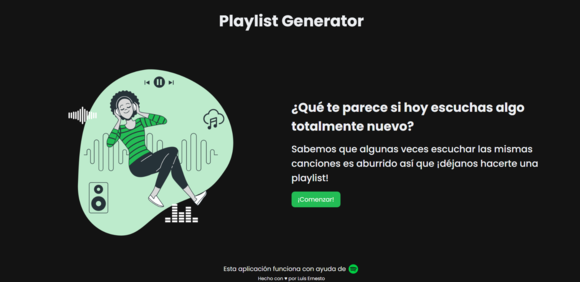 Playlist Generator
¿Qué te parece si hoy escuchas algo
totalmente nuevo?
Sabemos que algunas veces escuchar las mismas
canciones es aburrido así que ¡déjanos hacerte una
playlist!
¡Comenzar!
Esta aplicación funciona con ayuda de
Hecho con ♥ por Luis Ernesto